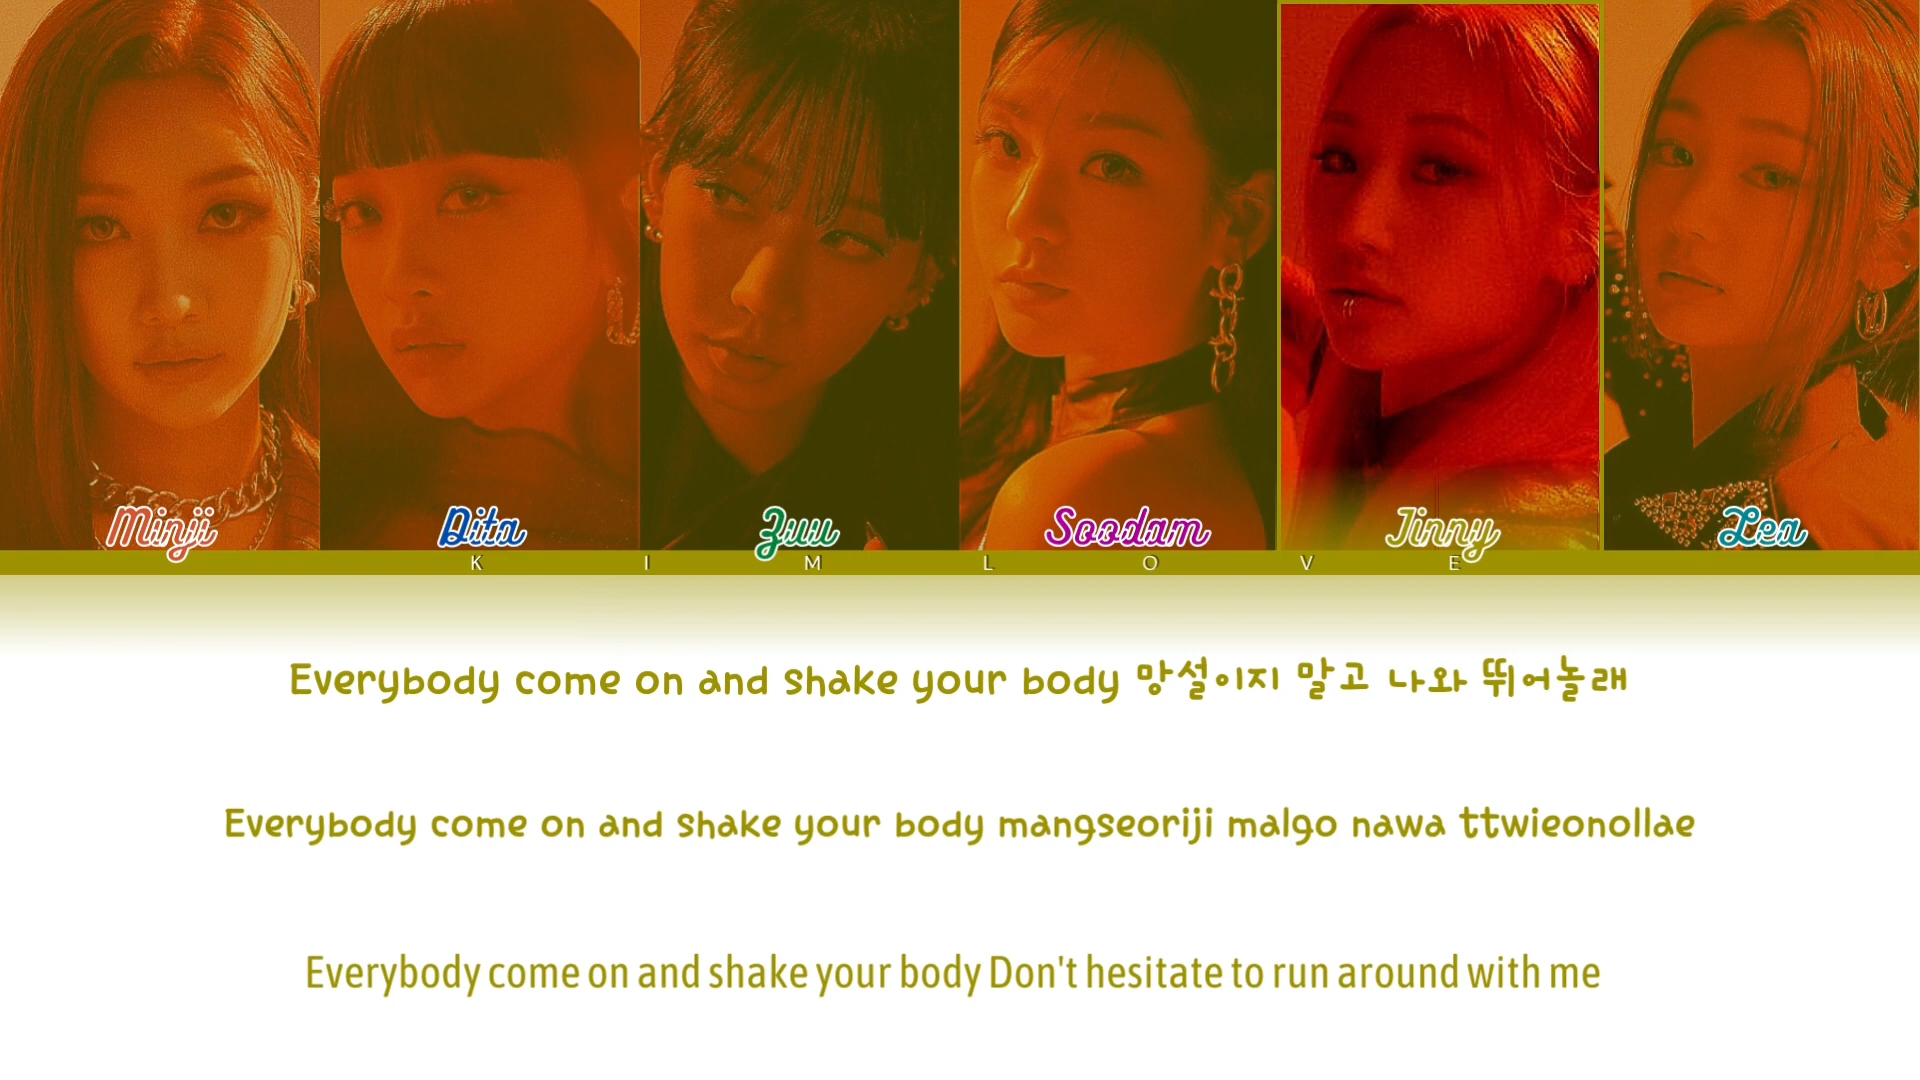 Minji Dita Zuu Soodam Jinny Lea
K I M L O V E
Everybody come on and shake your body 망설이지 말고 나와 뛰어놀래
Everybody come on and shake your body mangseoriji malgo nawa ttwieonollae
Everybody come on and shake your body Don't hesitate to run around with me